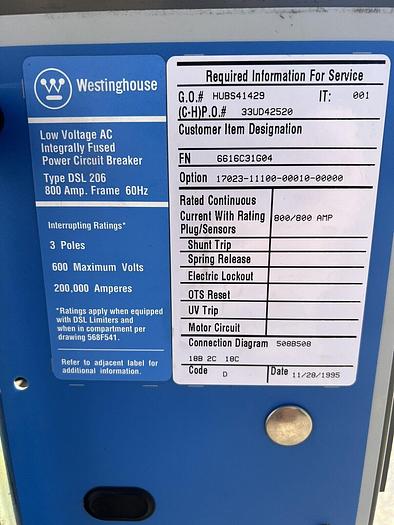 Westinghouse
Low Voltage AC
Integrally Fused
Power Circuit Breaker
Type DSL 206
800 Amp. Frame 60Hz
Interrupting Ratings*
3 Poles
600 Maximum Volts
200,000 Amperes
*Ratings apply when equipped
with DSL Limiters and
when in compartment per
drawing 568F541.
Refer to adjacent label for
additional information.
Required Information For Service
G.O.# HUBS41429 IT: 001
(C-H)P.O.# 33UD42520
Customer Item Designation
FN 6616C31G04
Option 17023-11100-00010-00000
Rated Continuous
Current With Rating 800/800 AMP
Plug/Sensors
Shunt Trip
Spring Release
Electric Lockout
OTS Reset
UV Trip
Motor Circuit
Connection Diagram 508B508
18B 2C 18C
Code D Date 11/28/1995